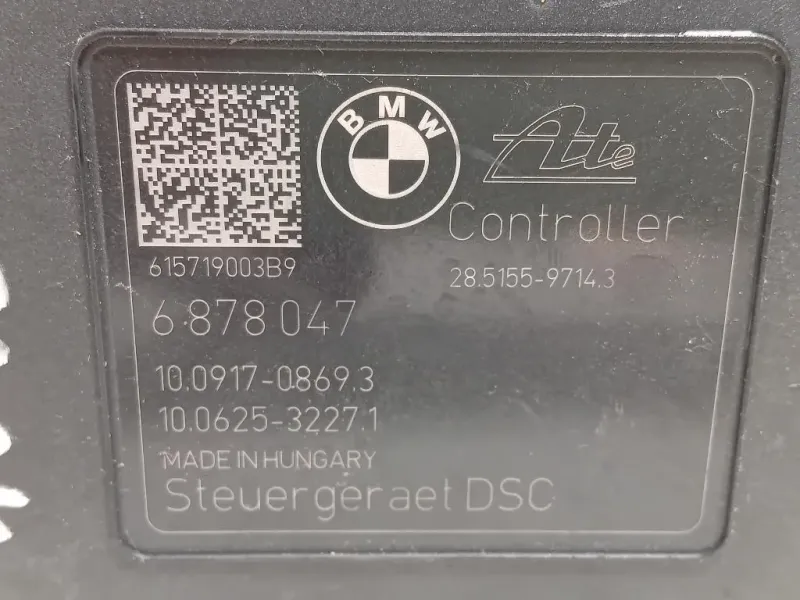 BMW
Ate
Controller
615719003B9
28.5155-9714.3
6 878 047
10.0917-0869.3
10.0625-3227.1
MADE IN HUNGARY
Steuergeraet DSC